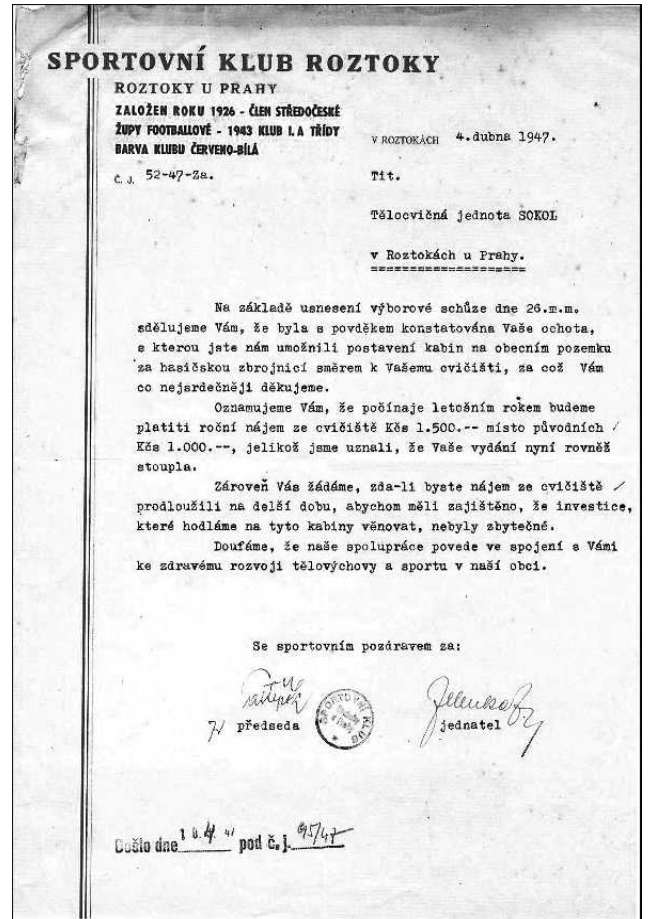 SPORTOVNÍ KLUB ROZTOKY
ROZTOKY U PRAHY
ZALOŽEN ROKU 1926 - ČLEN STŘEDOČESKÉ
ŽUPY FOOTBALLOVÉ - 1943 KLUB I. A TŘÍDY
BARVA KLUBU ČERVENO-BÍLÁ
Č. J. 52-47-Za.
V ROZTOKÁCH 4.dubna 1947.
Tit.
Tělocvičná jednota SOKOL
v Roztokách u Prahy.
====================
Na základě usnesení výborové schůze dne 26.m.m.
sdělujeme Vám, že byla s povděkem konstatována Vaše ochota,
s kterou jste nám umožnili postavení kabin na obecním pozemku
za hasičskou zbrojnicí směrem k Vašemu cvičišti, za což Vám
co nejsrdečněji děkujeme.
Oznamujeme Vám, že počínaje letošním rokem budeme
platiti roční nájem ze cvičiště Kčs 1.500.-- místo původních
Kčs 1.000.--, jelikož jsme uznali, že Vaše vydání nyní rovněž
stoupla.
Zároveň Vás žádáme, zda-li byste nájem ze cvičiště
prodloužili na delší dobu, abychom měli zajištěno, že investice,
které hodláme na tyto kabiny věnovat, nebyly zbytečné.
Doufáme, že naše spolupráce povede ve spojení s Vámi
ke zdravému rozvoji tělovýchovy a sportu v naší obci.
Se sportovním pozdravem za:
SPORTOVNÍ KLUB
předseda
jednatel
Došlo dne pod č. j. 95/47